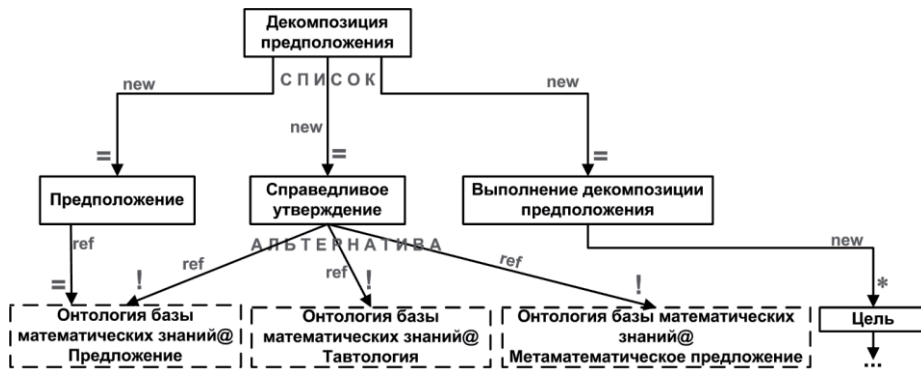 Декомпозиция
предположения
new
СПИСОК
new
new
=
=
=
Предположение
Справедливое
утверждение
Выполнение декомпозиции
предположения
ref
АЛЬТЕРНАТИВА
ref
ref
ref
new
=
!
!
!
*
Онтология базы
математических знаний@
Предложение
Онтология базы
математических знаний@
Тавтология
Онтология базы математических
знаний@
Метаматематическое предложение
Цель
...